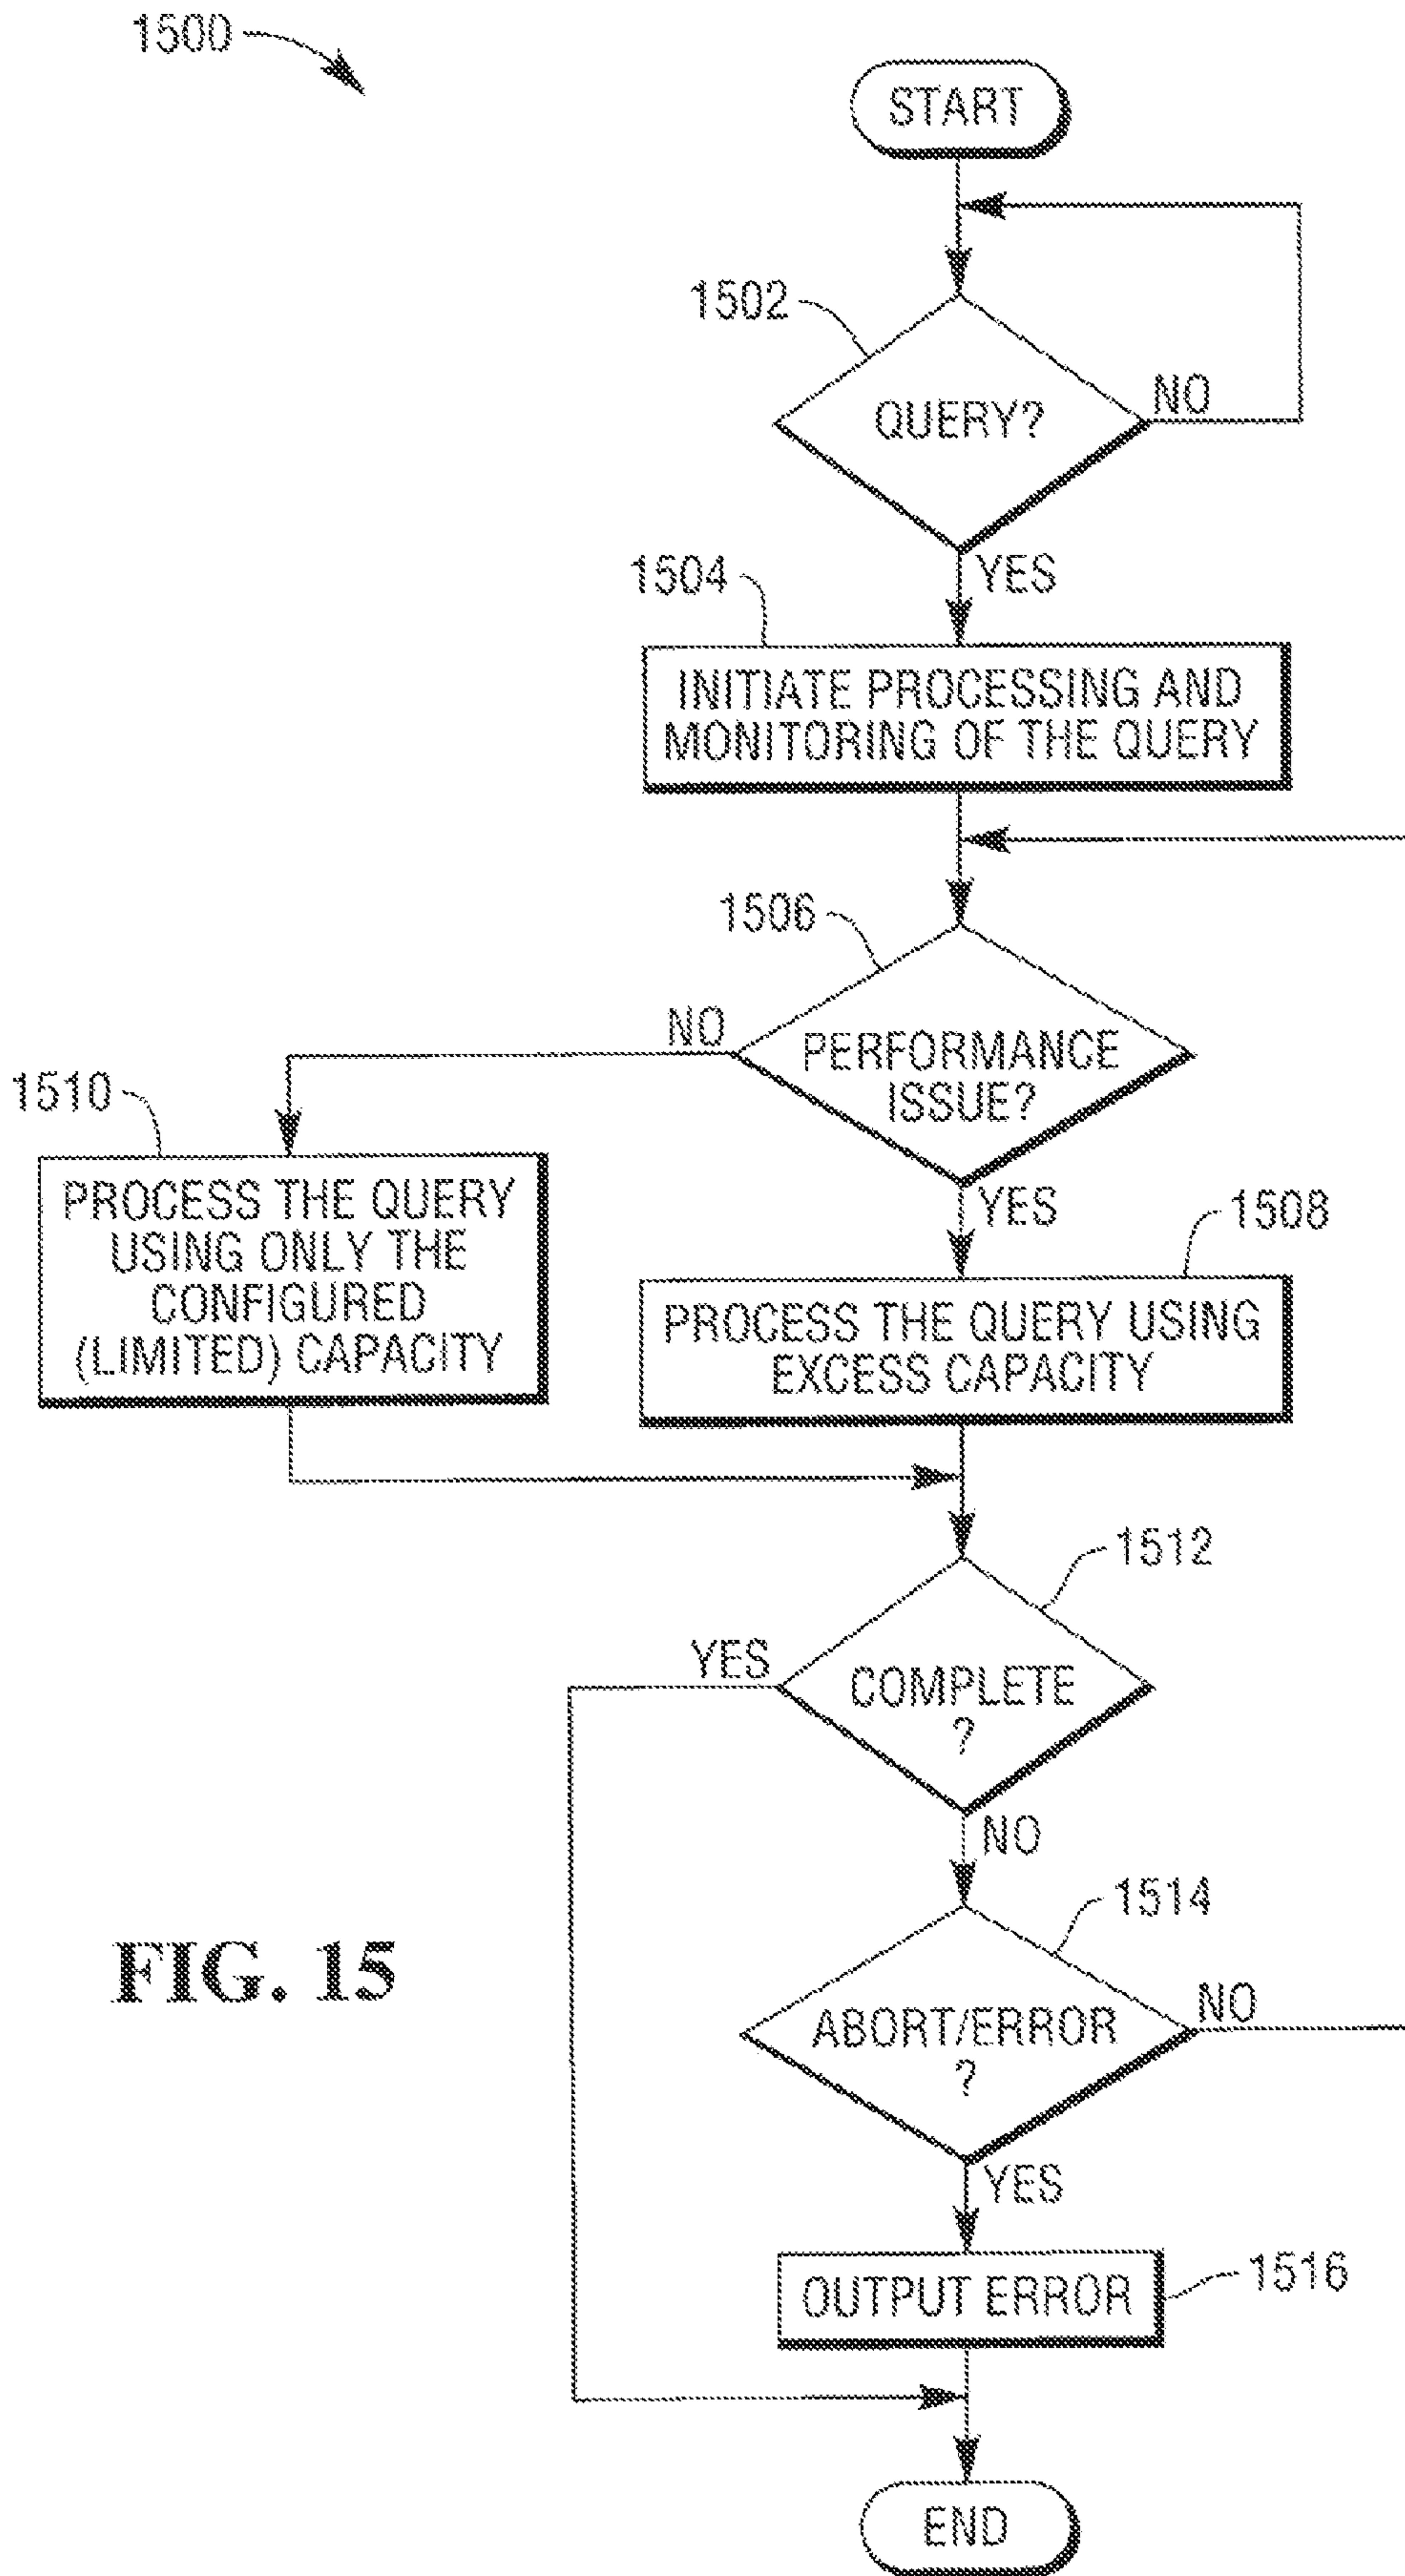 1500
START
1502
QUERY?
NO
YES
1504
INITIATE PROCESSING AND
MONITORING OF THE QUERY
1506
NO
PERFORMANCE
ISSUE?
YES
1510
PROCESS THE QUERY
USING ONLY THE
CONFIGURED
(LIMITED) CAPACITY
1508
PROCESS THE QUERY USING
EXCESS CAPACITY
1512
YES
COMPLETE
?
NO
1514
ABORT/ERROR
?
NO
YES
FIG. 15
OUTPUT ERROR
1516
END